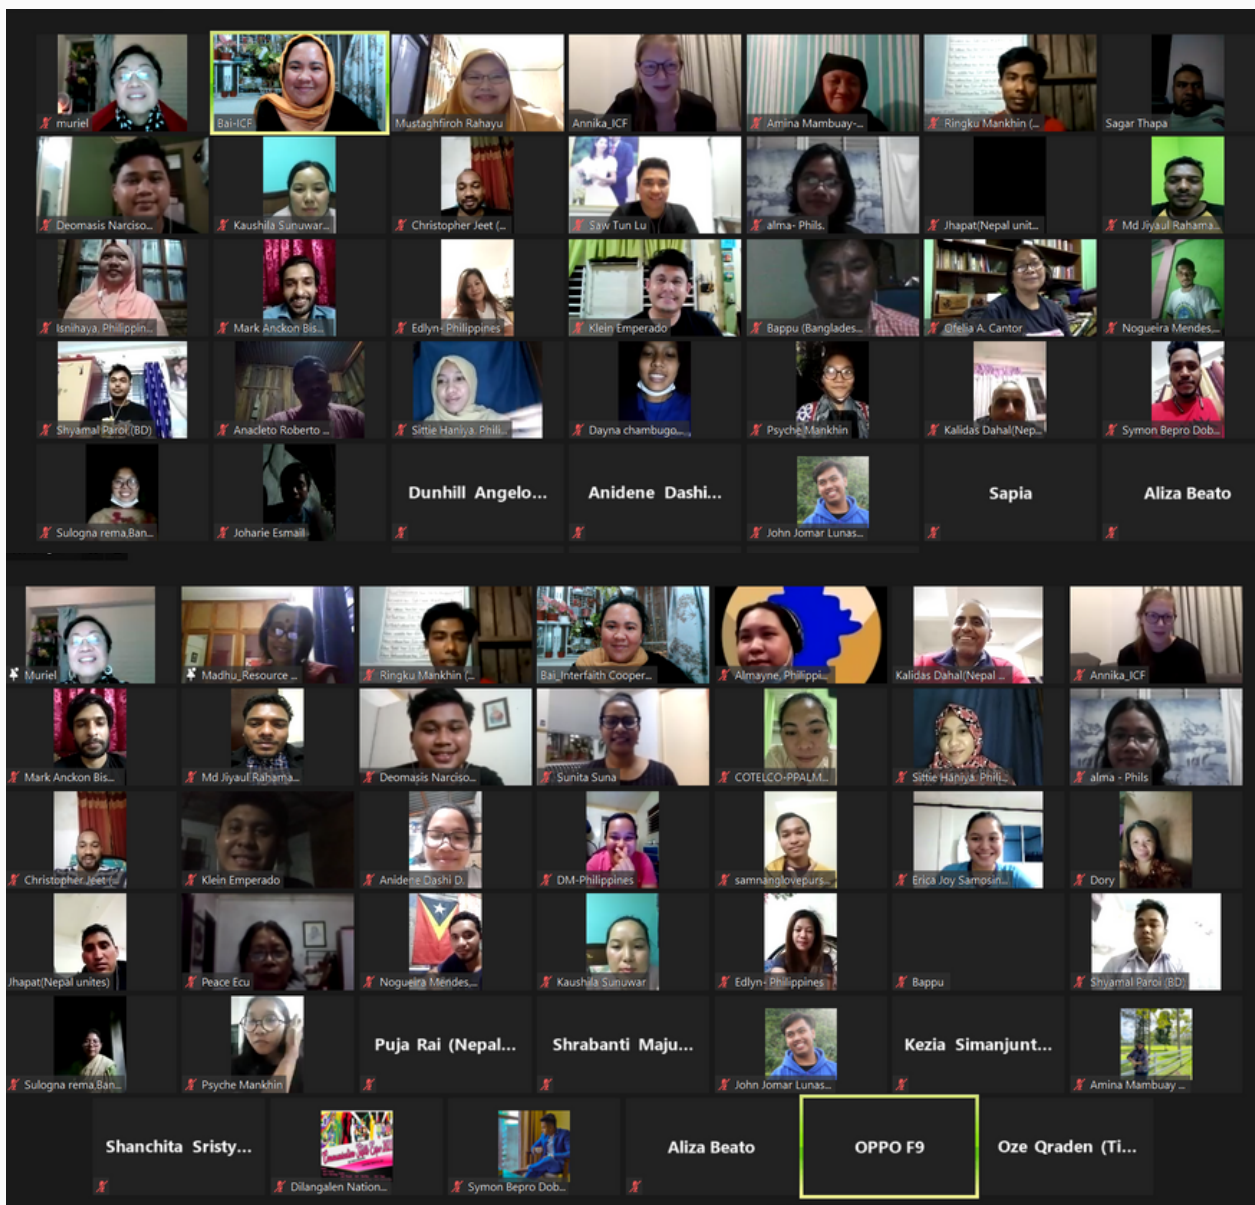 muriel
Bai-ICF
Mustaghfiroh Rahayu
Annika_ICF
Amina Mambuay-...
Ringku Mankhin (...
Sagar Thapa
Deomasis Narciso...
Kaushila Sunuwar...
Christopher Jeet (...
Saw Tun Lu
alma- Phils.
Jhapat(Nepal unit...
Md Jiyaul Rahama...
Isnihaya, Philippin...
Mark Anckon Bis...
Edlyn- Philippines
Klein Emperado
Bappu (Banglades...
Ofelia A. Cantor
Nogueira Mendes,...
Shyamal Paroi (BD)
Anacleto Roberto ...
Sittie Haniya. Phili...
Dayna chambugo...
Psyche Mankhin
Kalidas Dahal(Nep...
Symon Bepro Dob...
Sulogna rema,Ban...
Joharie Esmail
Dunhill Angelo...
Anidene Dashi...
John Jomar Lunas...
Sapia
Aliza Beato
Muriel
Madhu_Resource ...
Ringku Mankhin (...
Bai_Interfaith Cooper...
Almayne, Philippi...
Kalidas Dahal(Nepal ...
Annika_ICF
Mark Anckon Bis...
Md Jiyaul Rahama...
Deomasis Narciso...
Sunita Suna
COTELCO-PPALM...
Sittie Haniya. Phili...
alma - Phils
Christopher Jeet (...
Klein Emperado
Anidene Dashi D.
DM-Philippines
samnanglovepurs...
Erica Joy Samosin...
Dory
Jhapat(Nepal unites)
Peace Ecu
Nogueira Mendes,...
Kaushila Sunuwar
Edlyn- Philippines
Bappu
Shyamal Paroi (BD)
Sulogna rema,Ban...
Psyche Mankhin
Puja Rai (Nepal...
Shrabanti Maju...
John Jomar Lunas...
Kezia Simanjunt...
Amina Mambuay ...
Shanchita Sristy...
Dilangalen Nation...
Symon Bepro Dob...
Aliza Beato
OPPO F9
Oze Qraden (Ti...